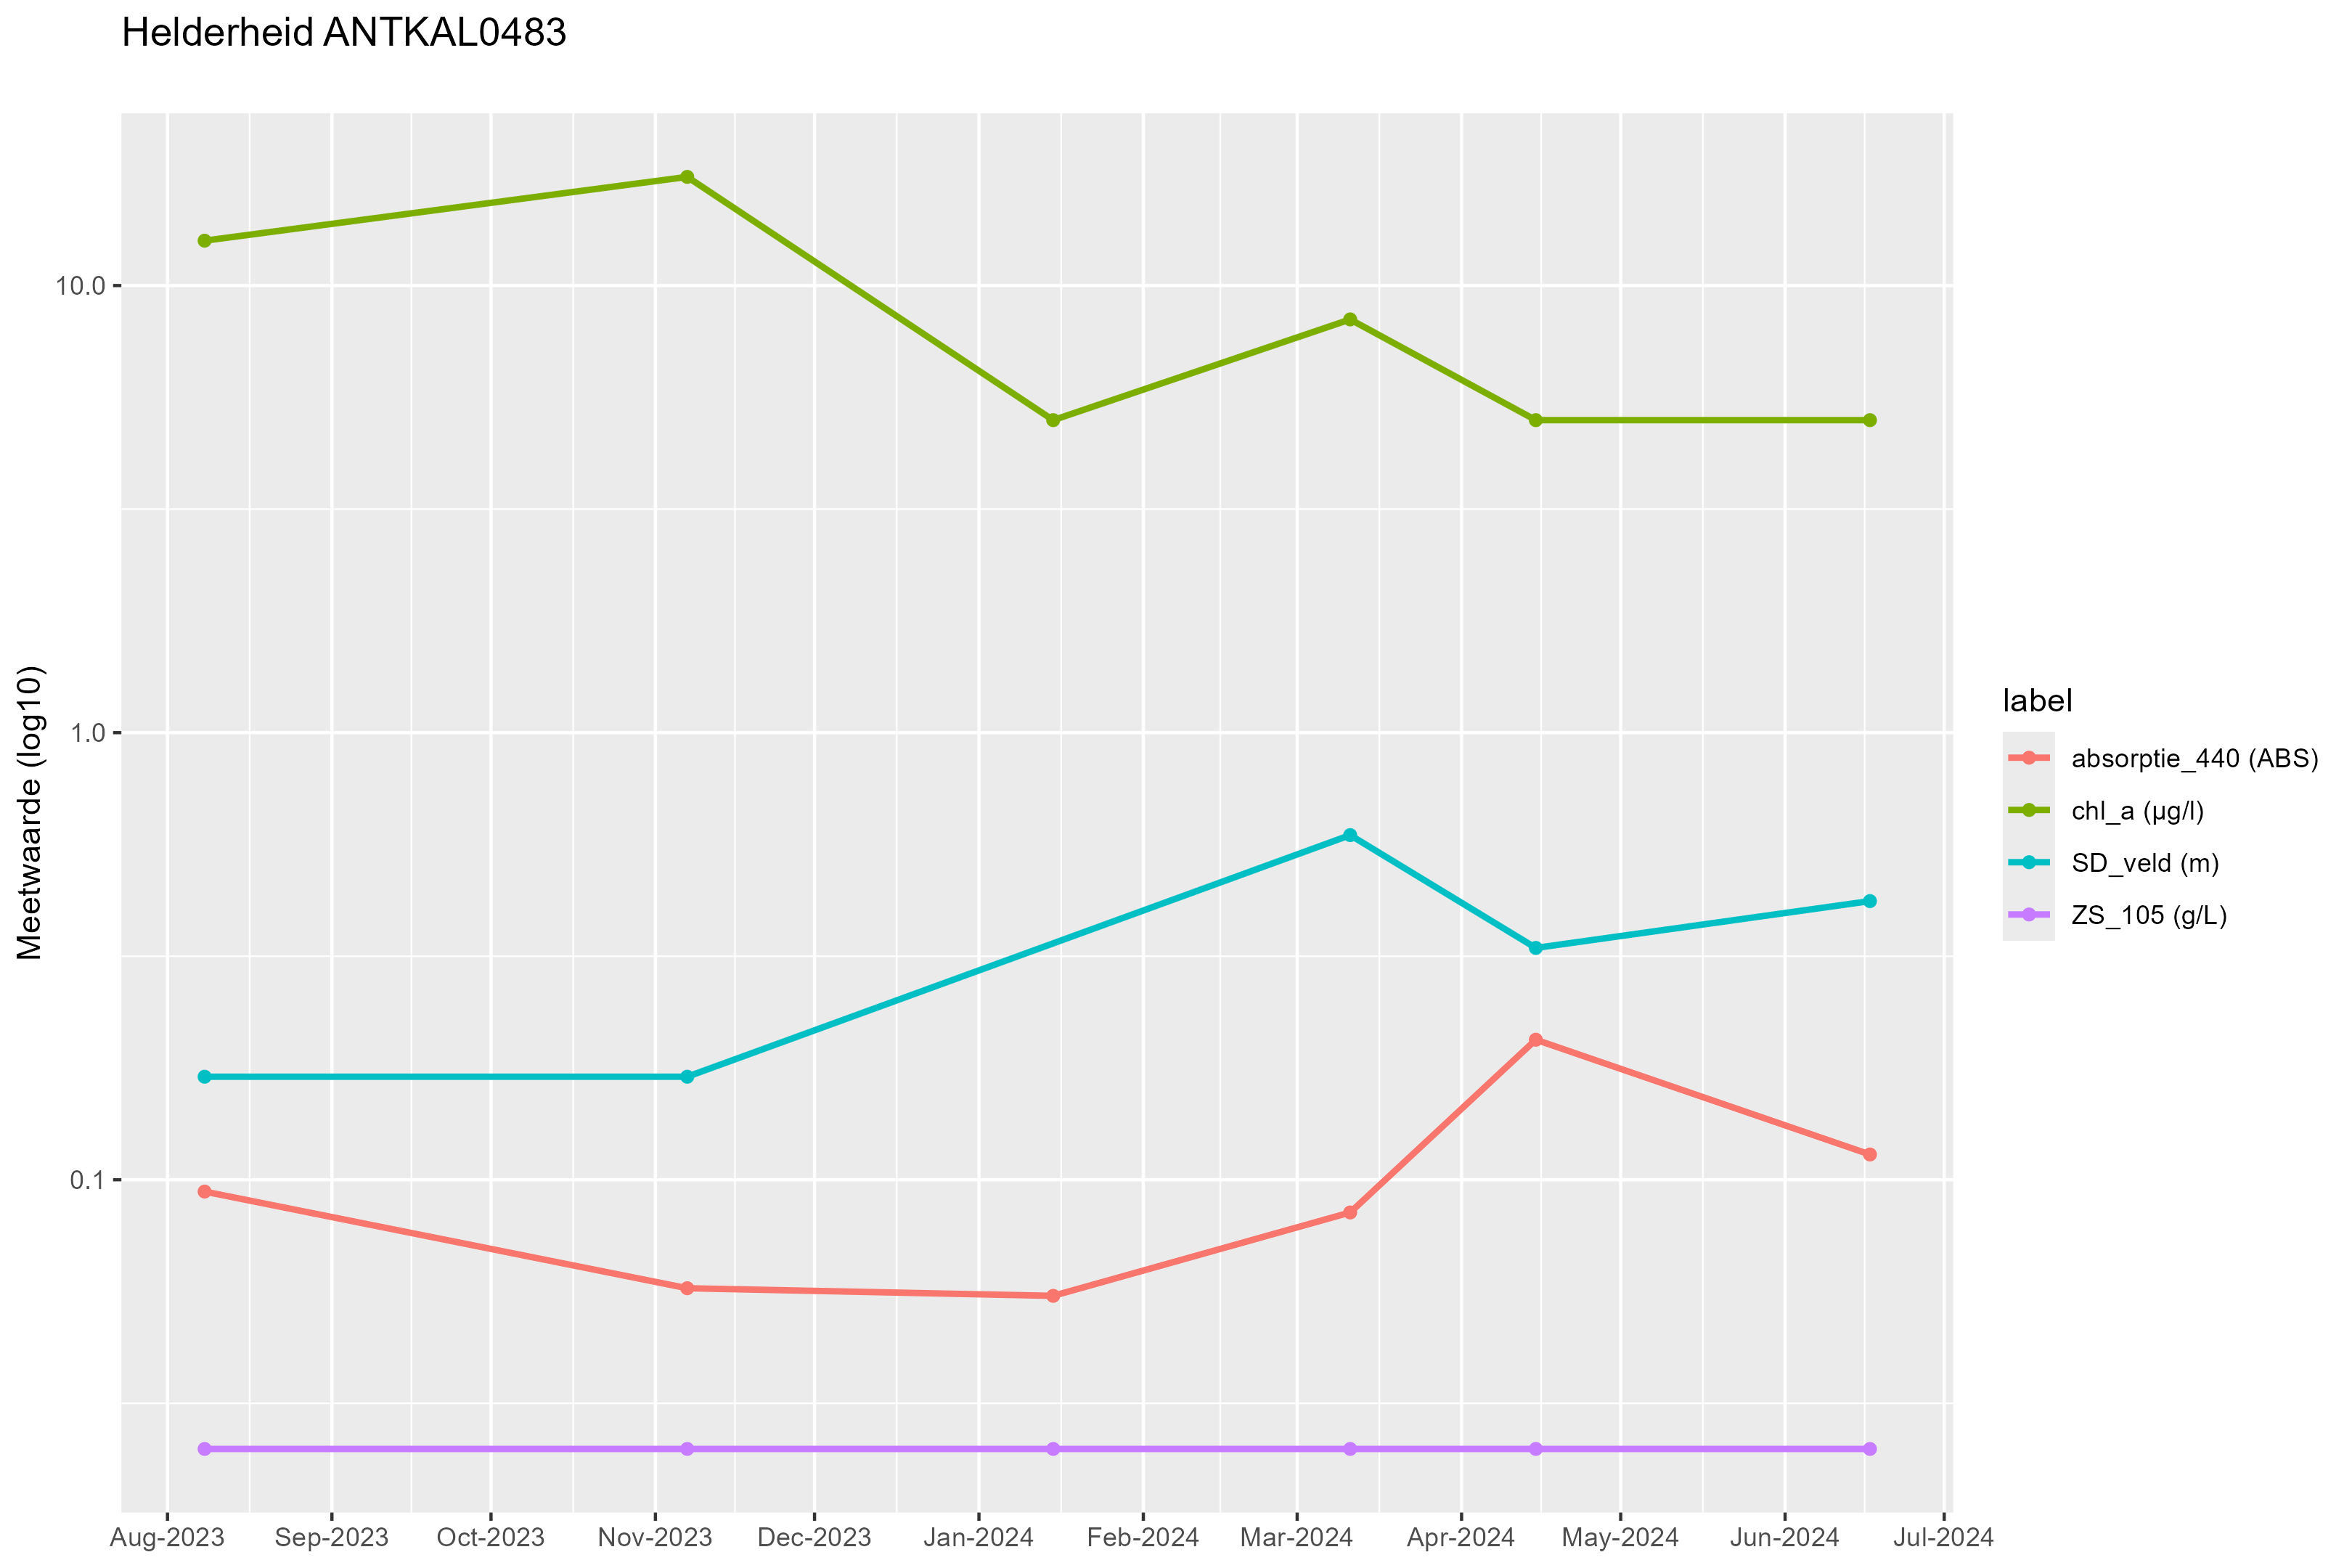 Helderheid ANTKAL0483
Meetwaarde (log10)
10.0
1.0
0.1
Aug-2023
Sep-2023
Oct-2023
Nov-2023
Dec-2023
Jan-2024
Feb-2024
Mar-2024
Apr-2024
May-2024
Jun-2024
Jul-2024
label
absorptie_440 (ABS)
chl_a (µg/l)
SD_veld (m)
ZS_105 (g/L)